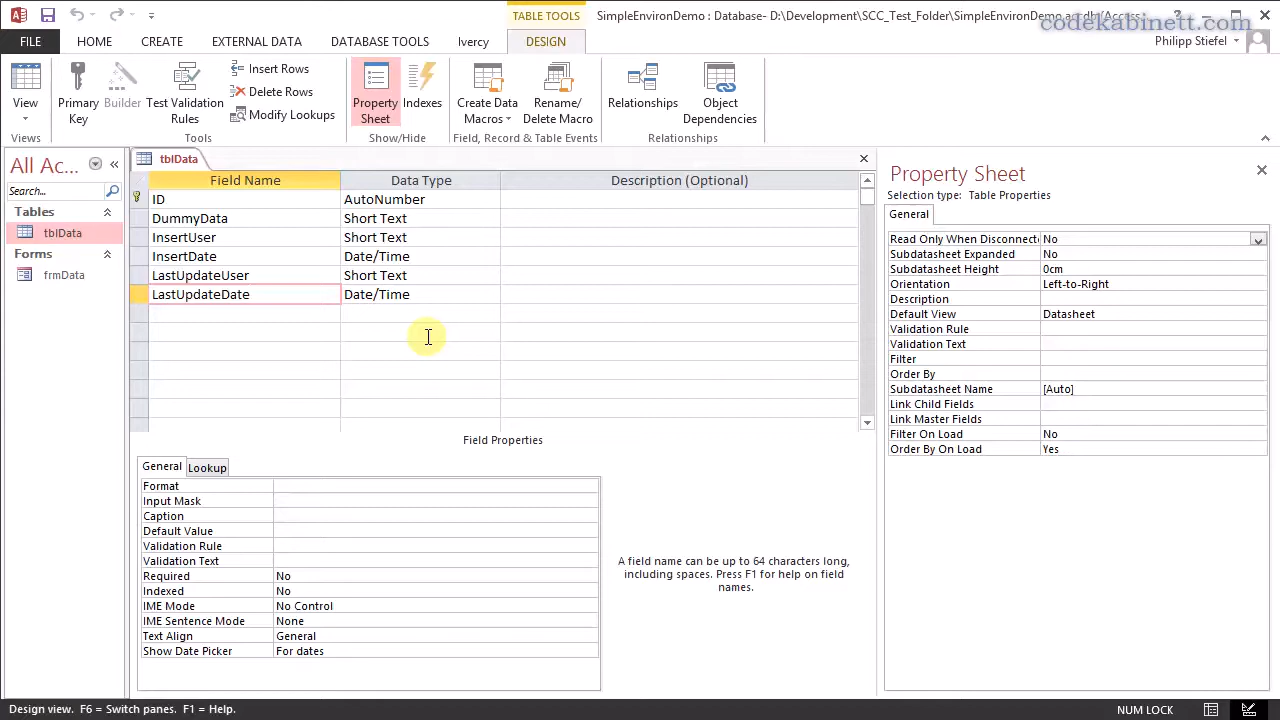 TABLE TOOLS
SimpleEnvironDemo : Database- D:\Development\SCC_Test_Folder\SimpleEnvironDemo.accdb (Acces...
codekabinett.com
FILE HOME CREATE EXTERNAL DATA DATABASE TOOLS Ivercy DESIGN
Philipp Stiefel
View
Primary Key
Builder
Test Validation Rules
Insert Rows
Delete Rows
Modify Lookups
Property Sheet
Indexes
Create Data Macros
Rename/ Delete Macro
Relationships
Object Dependencies
Views Tools Show/Hide Field, Record & Table Events Relationships
All Ac...
Search...
Tables
tblData
Forms
frmData
tblData
Field Name Data Type Description (Optional)
ID AutoNumber
DummyData Short Text
InsertUser Short Text
InsertDate Date/Time
LastUpdateUser Short Text
LastUpdateDate Date/Time
Field Properties
General Lookup
Format
Input Mask
Caption
Default Value
Validation Rule
Validation Text
Required No
Indexed No
IME Mode No Control
IME Sentence Mode None
Text Align General
Show Date Picker For dates
A field name can be up to 64 characters long,
including spaces. Press F1 for help on field
names.
Property Sheet
Selection type: Table Properties
General
Read Only When Disconnecte No
Subdatasheet Expanded No
Subdatasheet Height 0cm
Orientation Left-to-Right
Description
Default View Datasheet
Validation Rule
Validation Text
Filter
Order By
Subdatasheet Name [Auto]
Link Child Fields
Link Master Fields
Filter On Load No
Order By On Load Yes
Design view. F6 = Switch panes. F1 = Help.
NUM LOCK